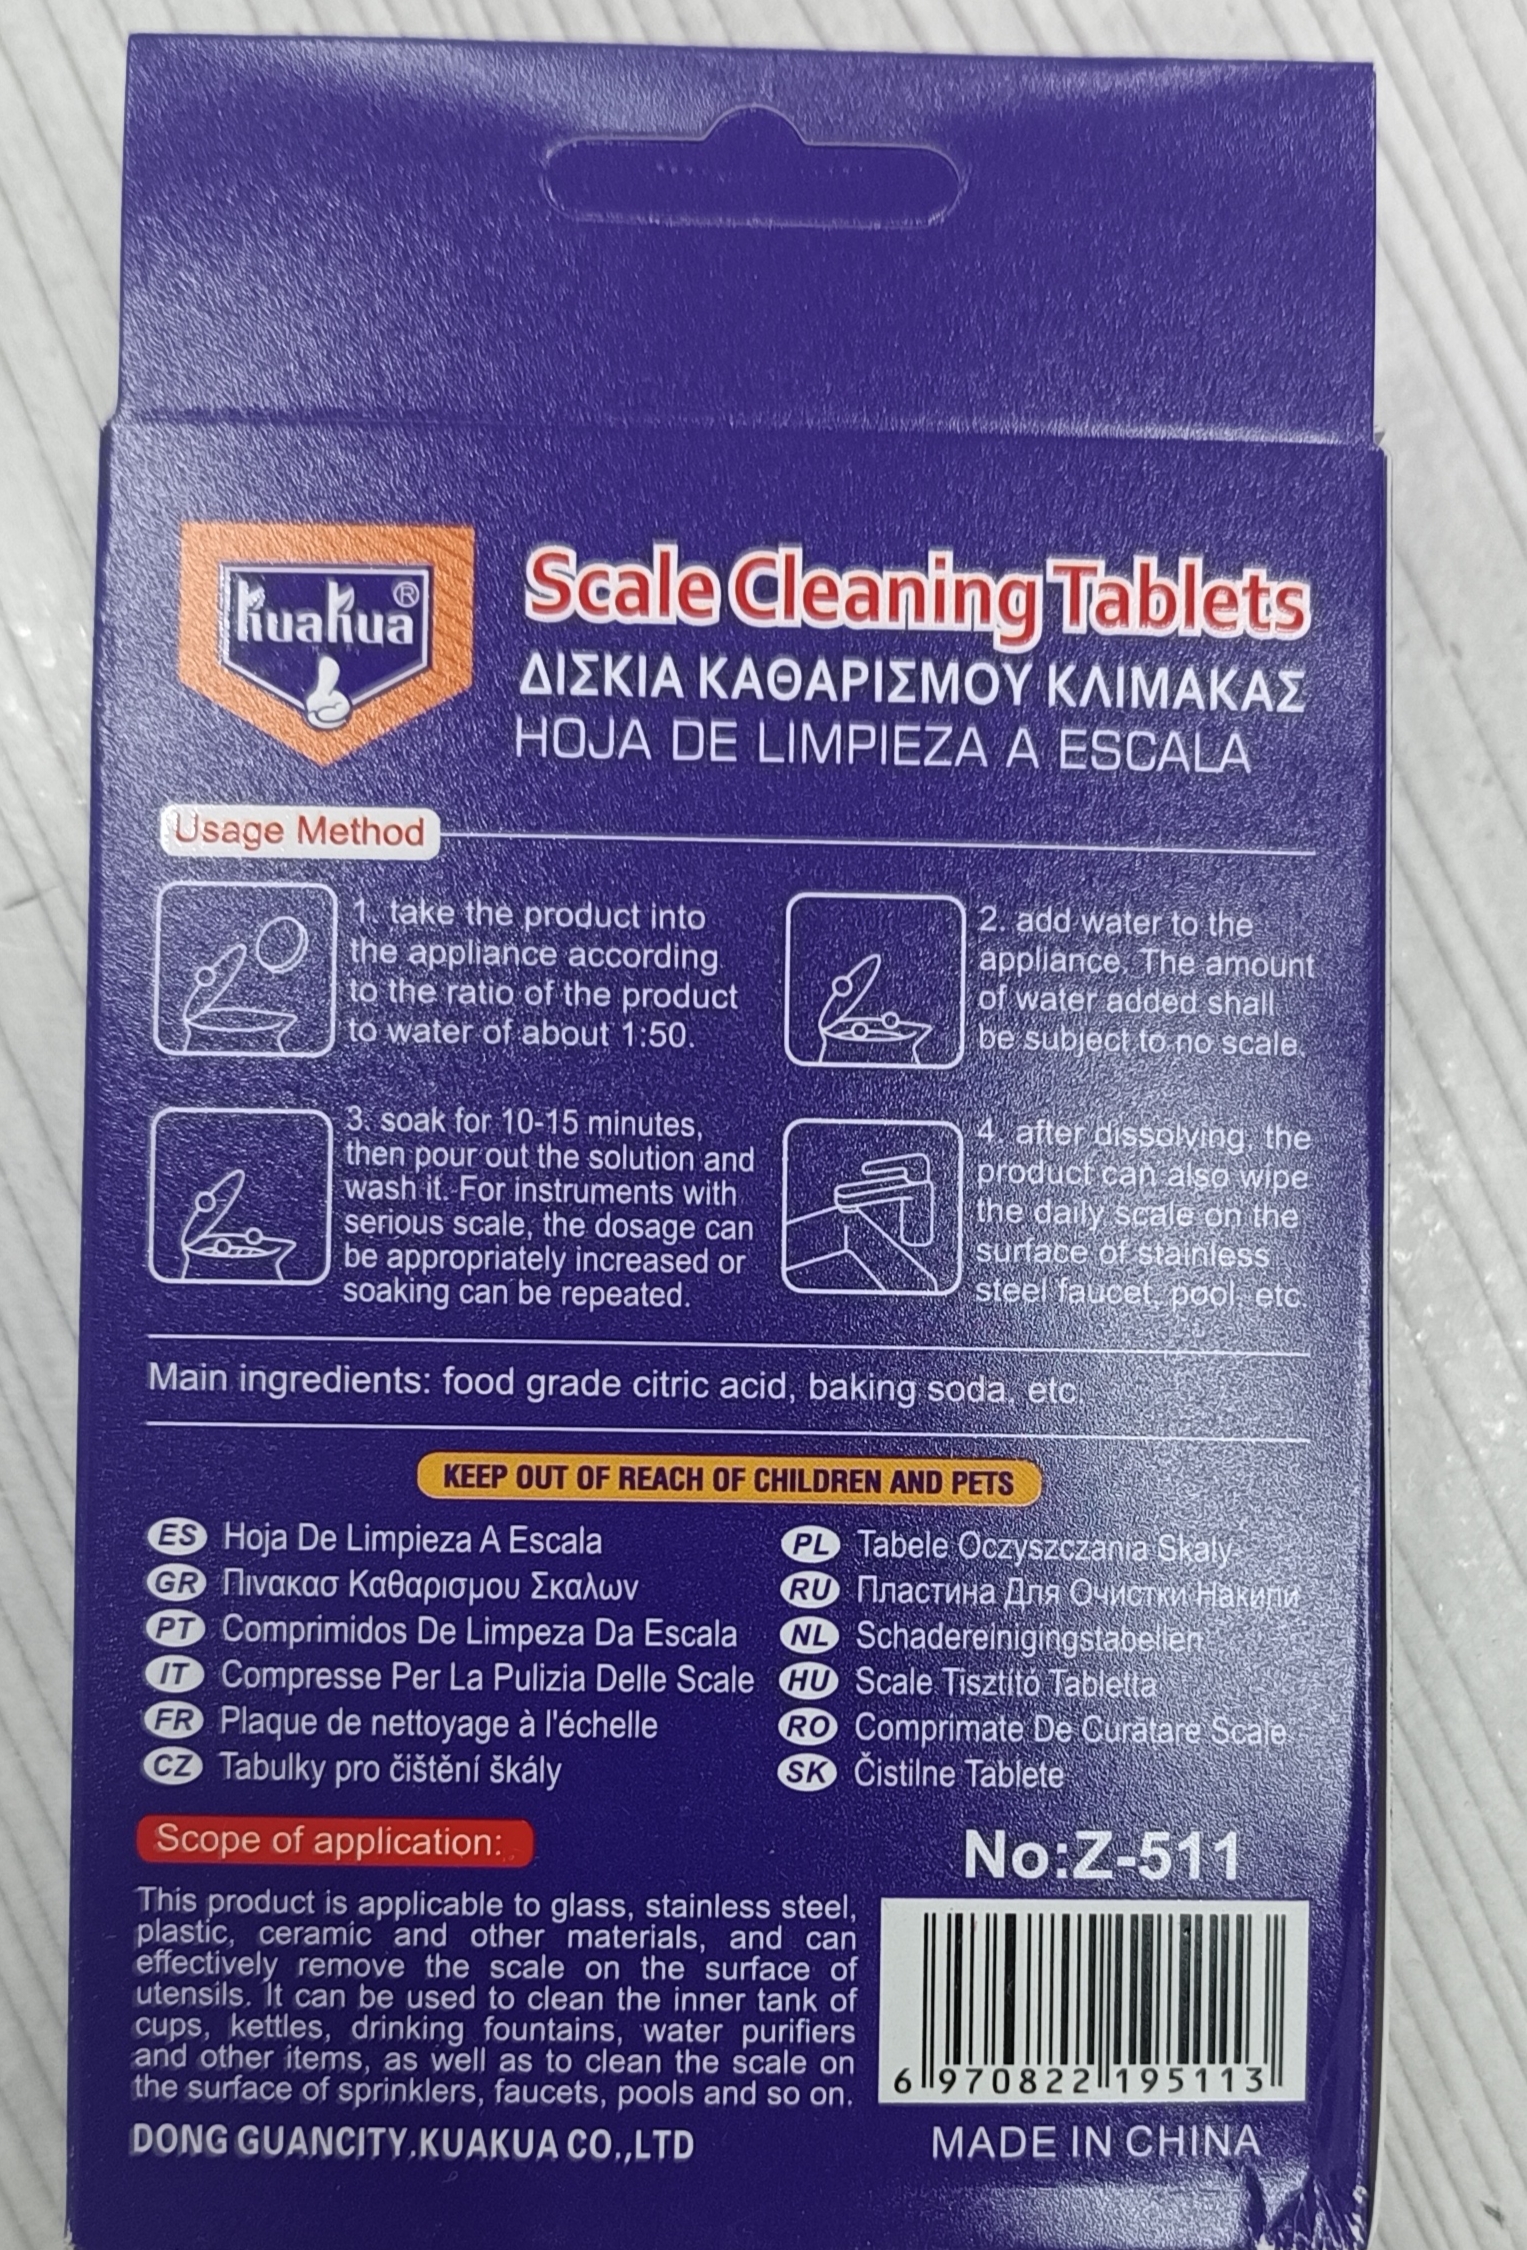 KuaKua®
Scale Cleaning Tablets
ΔΙΣΚΙΑ ΚΑΘΑΡΙΣΜΟΥ ΚΛΙΜΑΚΑΣ
HOJA DE LIMPIEZA A ESCALA
Usage Method
1. take the product into
the appliance according
to the ratio of the product
to water of about 1:50.
2. add water to the
appliance. The amount
of water added shall
be subject to no scale.
3. soak for 10-15 minutes,
then pour out the solution and
wash it. For instruments with
serious scale, the dosage can
be appropriately increased or
soaking can be repeated.
4. after dissolving, the
product can also wipe
the daily scale on the
surface of stainless
steel faucet, pool, etc.
Main ingredients: food grade citric acid, baking soda, etc.
KEEP OUT OF REACH OF CHILDREN AND PETS
ES Hoja De Limpieza A Escala
GR Πινακασ Καθαρισμου Σκαλων
PT Comprimidos De Limpeza Da Escala
IT Compresse Per La Pulizia Delle Scale
FR Plaque de nettoyage à l'échelle
CZ Tabulky pro čištění škály
PL Tabele Oczyszczania Skaly
RU Пластина Для Очистки Накипи
NL Schadereinigingstabellen
HU Scale Tisztító Tabletta
RO Comprimate De Curatare Scale
SK Čistilne Tablete
Scope of application:
This product is applicable to glass, stainless steel,
plastic, ceramic and other materials, and can
effectively remove the scale on the surface of
utensils. It can be used to clean the inner tank of
cups, kettles, drinking fountains, water purifiers
and other items, as well as to clean the scale on
the surface of sprinklers, faucets, pools and so on.
DONG GUANCITY.KUAKUA CO.,LTD
No:Z-511
6 970822 195113
MADE IN CHINA